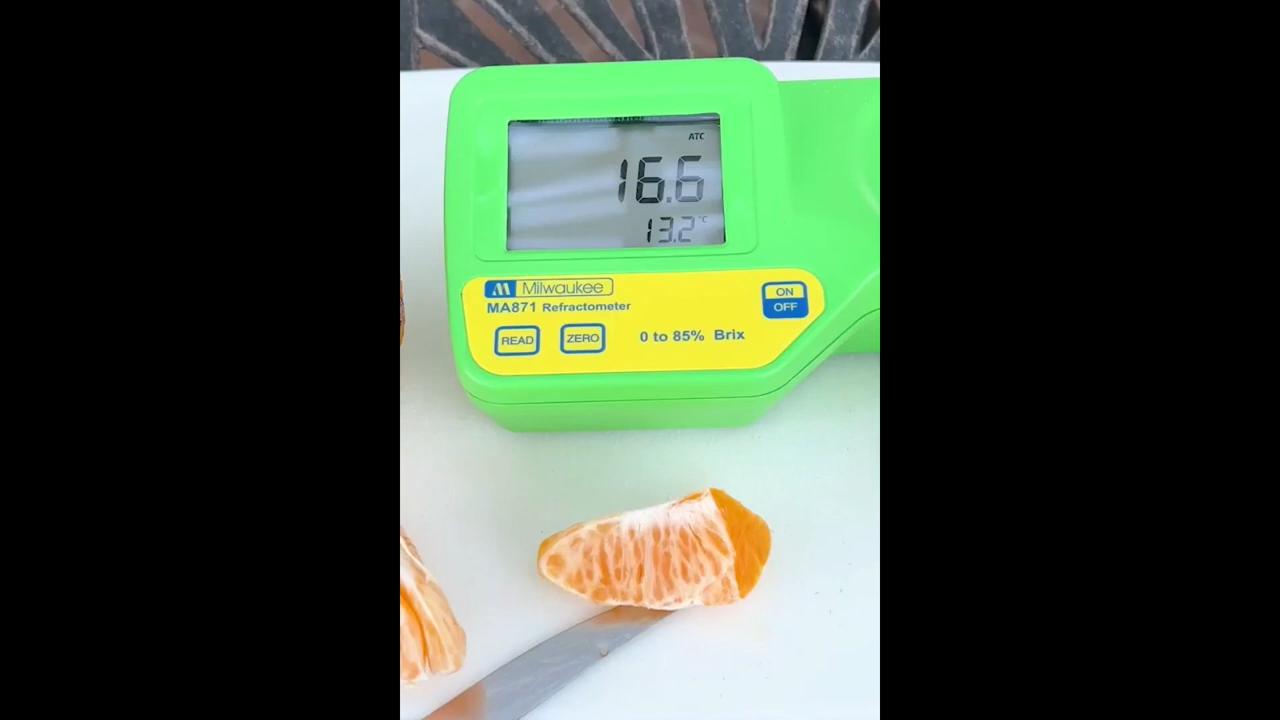 ATC
16.6
13.2 °C
Milwaukee
MA871 Refractometer
ON
OFF
READ
ZERO
0 to 85% Brix